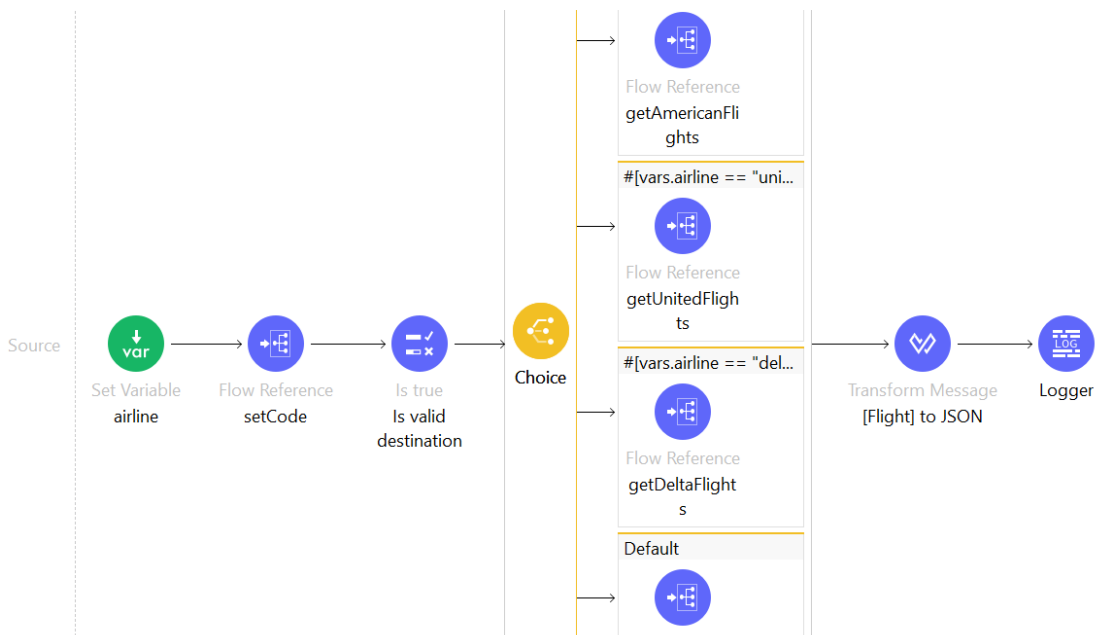 Flow Reference
getAmericanFli
ghts
#[vars.airline == "uni...
Flow Reference
getUnitedFligh
ts
Source
var
Set Variable
airline
Flow Reference
setCode
Is true
Is valid
destination
Choice
#[vars.airline == "del...
Flow Reference
getDeltaFlight
s
Default
Transform Message
[Flight] to JSON
LOG
Logger